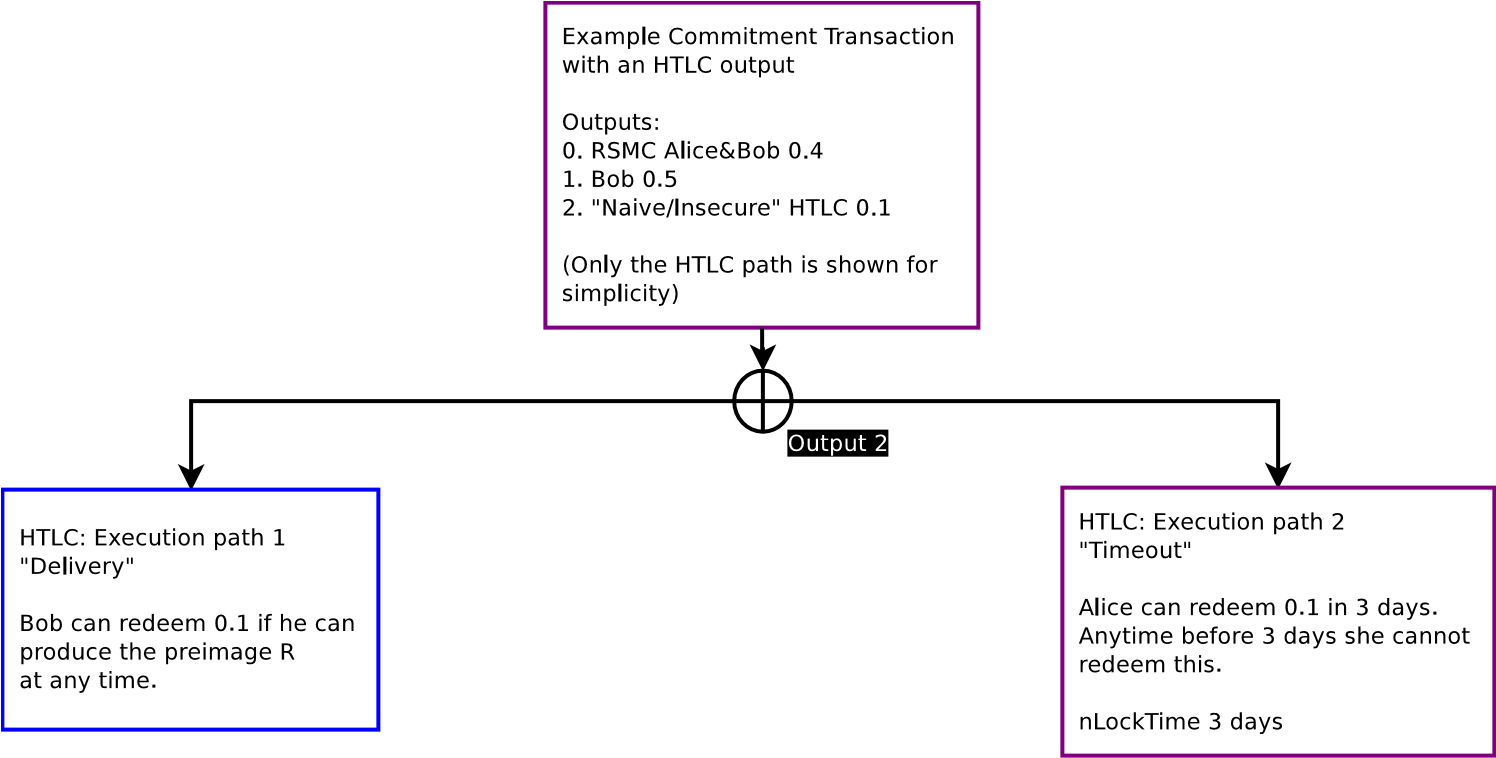 Example Commitment Transaction
with an HTLC output
Outputs:
0. RSMC Alice&Bob 0.4
1. Bob 0.5
2. "Naive/Insecure" HTLC 0.1
(Only the HTLC path is shown for
simplicity)
Output 2
HTLC: Execution path 1
"Delivery"
Bob can redeem 0.1 if he can
produce the preimage R
at any time.
HTLC: Execution path 2
"Timeout"
Alice can redeem 0.1 in 3 days.
Anytime before 3 days she cannot
redeem this.
nLockTime 3 days